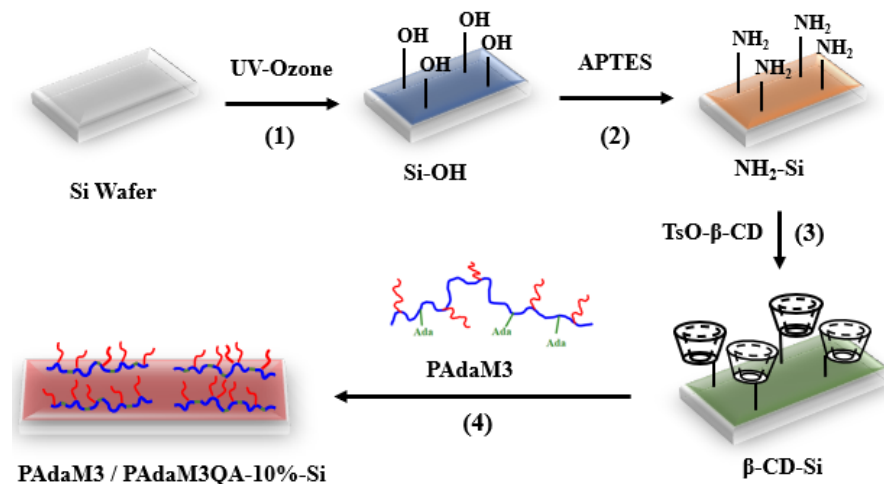 OH
OH
OH
OH
UV-Ozone
(1)
Si Wafer
Si-OH
APTES
(2)
NH₂
NH₂
NH₂
NH₂
NH₂-Si
TsO-β-CD
(3)
β-CD-Si
Ada
Ada
Ada
PAdaM3
(4)
PAdaM3 / PAdaM3QA-10%-Si